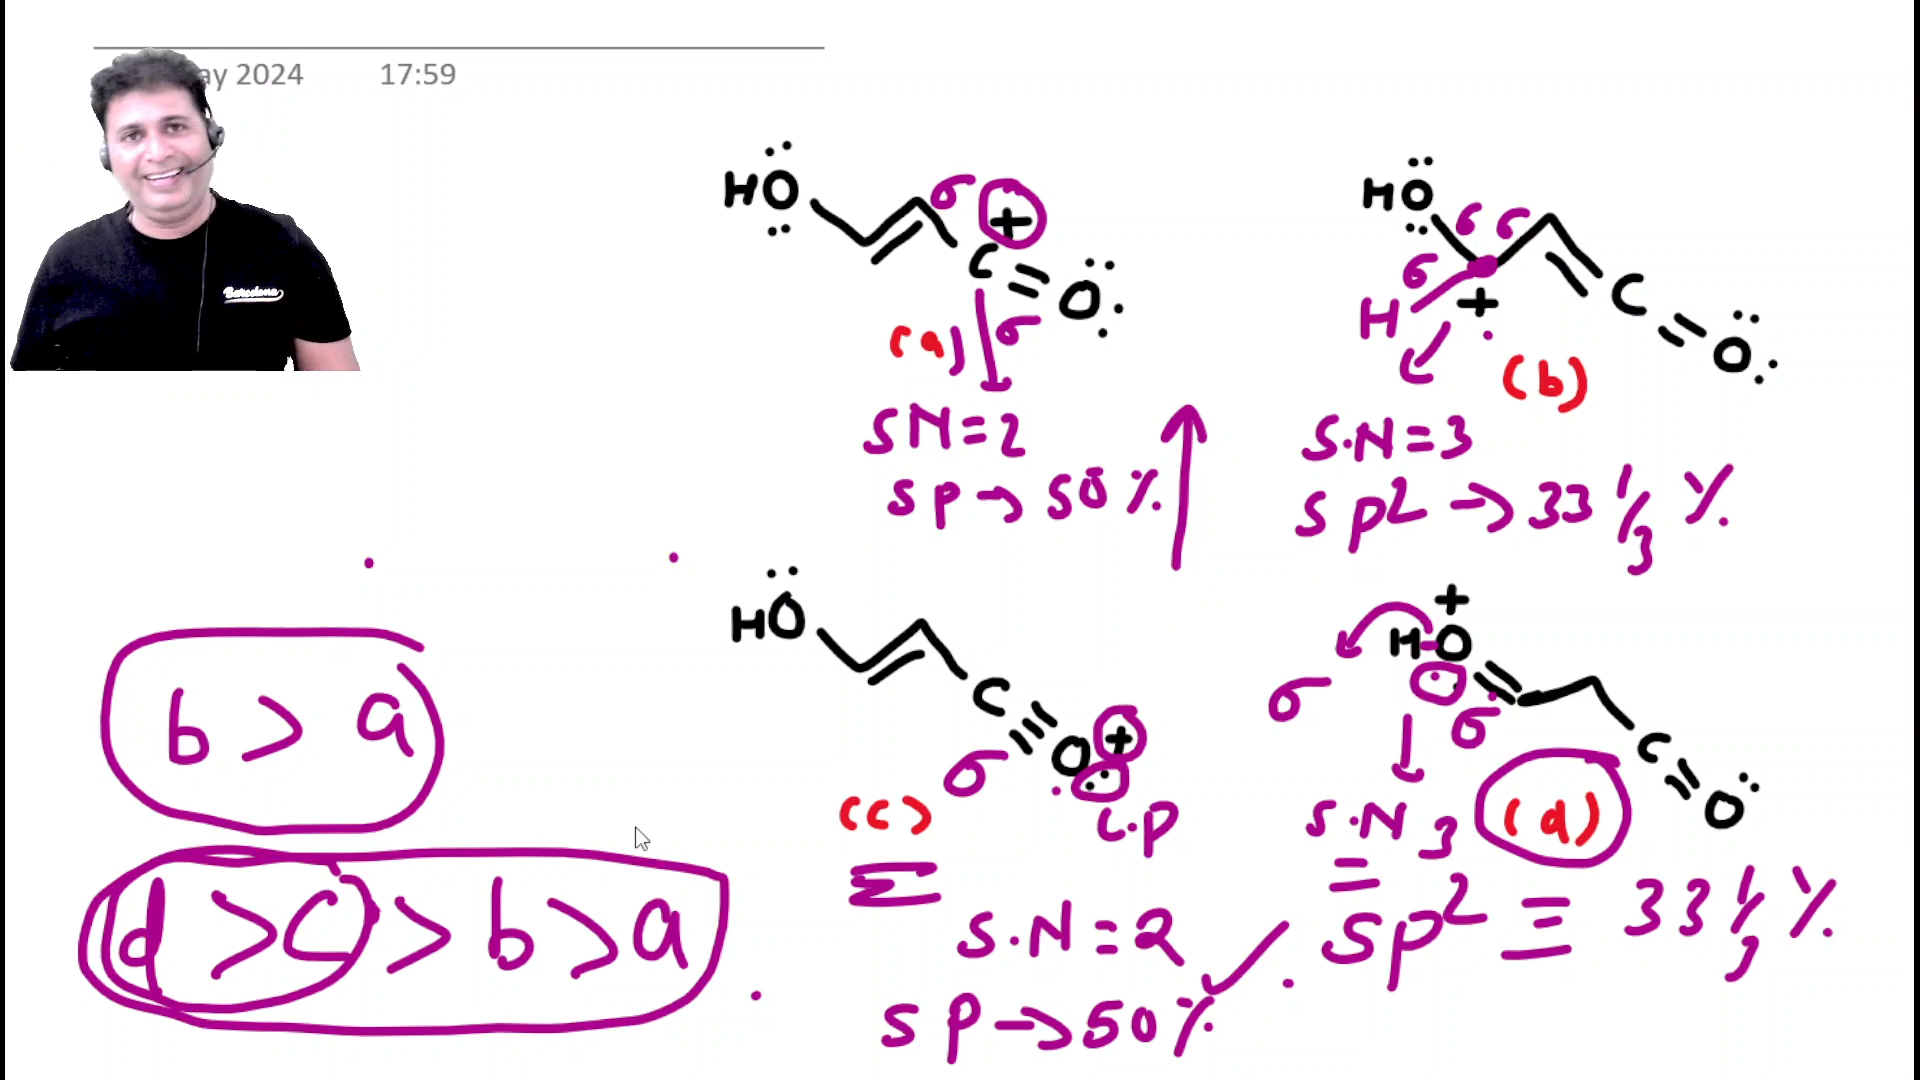 ay 2024 17:59
HO
σ
+
C
=
O
(a)
σ
SN=2
sp→50%
HO
σ
σ
σ
H
+
C
=
O
(b)
S.N=3
sp2→33 1/3 %
HO
C
≡
O
+
σ
(c)
L.P
S.N=2
sp→50%
+
HO
σ
σ
C
=
O
(d)
S.N 3
sp2 = 33 1/3 %
b > a
d > c > b > a
Barcelona